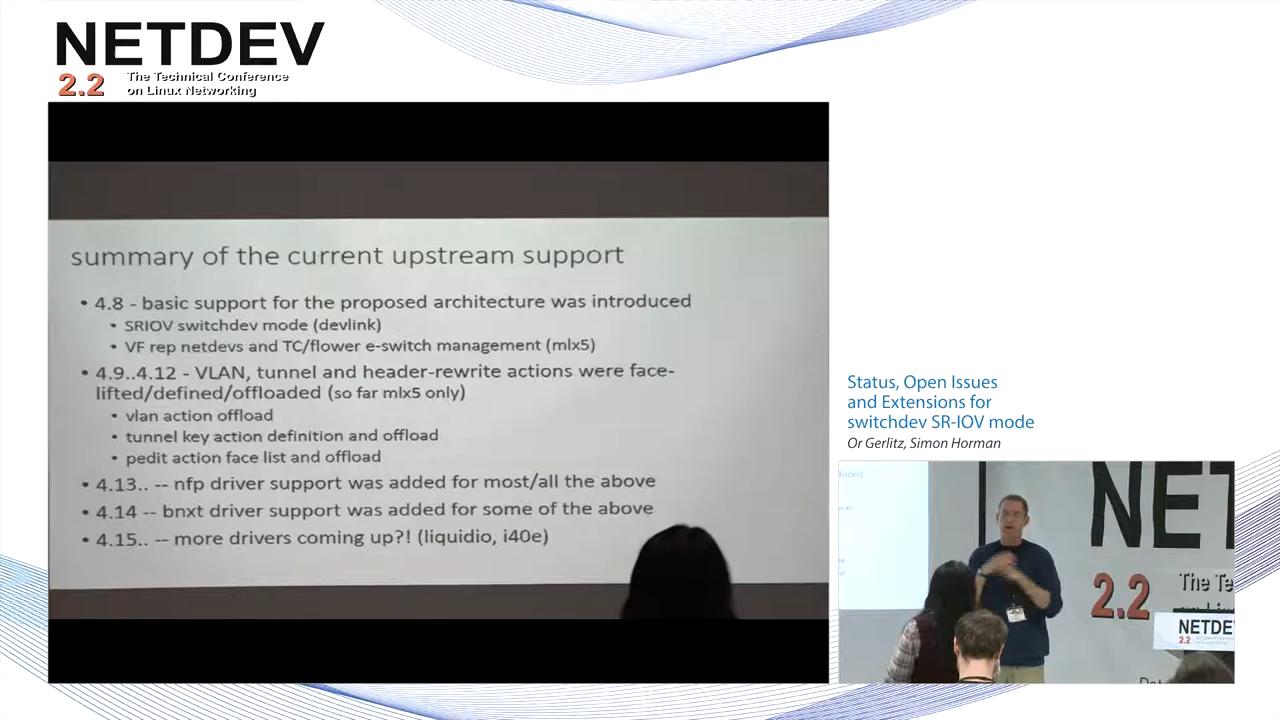 NETDEV
2.2
The Technical Conference
on Linux Networking
summary of the current upstream support
• 4.8 - basic support for the proposed architecture was introduced
• SRIOV switchdev mode (devlink)
• VF rep netdevs and TC/flower e-switch management (mlx5)
• 4.9..4.12 - VLAN, tunnel and header-rewrite actions were face-
lifted/defined/offloaded (so far mlx5 only)
• vlan action offload
• tunnel key action definition and offload
• pedit action face list and offload
• 4.13.. -- nfp driver support was added for most/all the above
• 4.14 -- bnxt driver support was added for some of the above
• 4.15.. -- more drivers coming up?! (liquidio, i40e)
Status, Open Issues
and Extensions for
switchdev SR-IOV mode
Or Gerlitz, Simon Horman
NET
2.2
The Te
NETDE
2.2